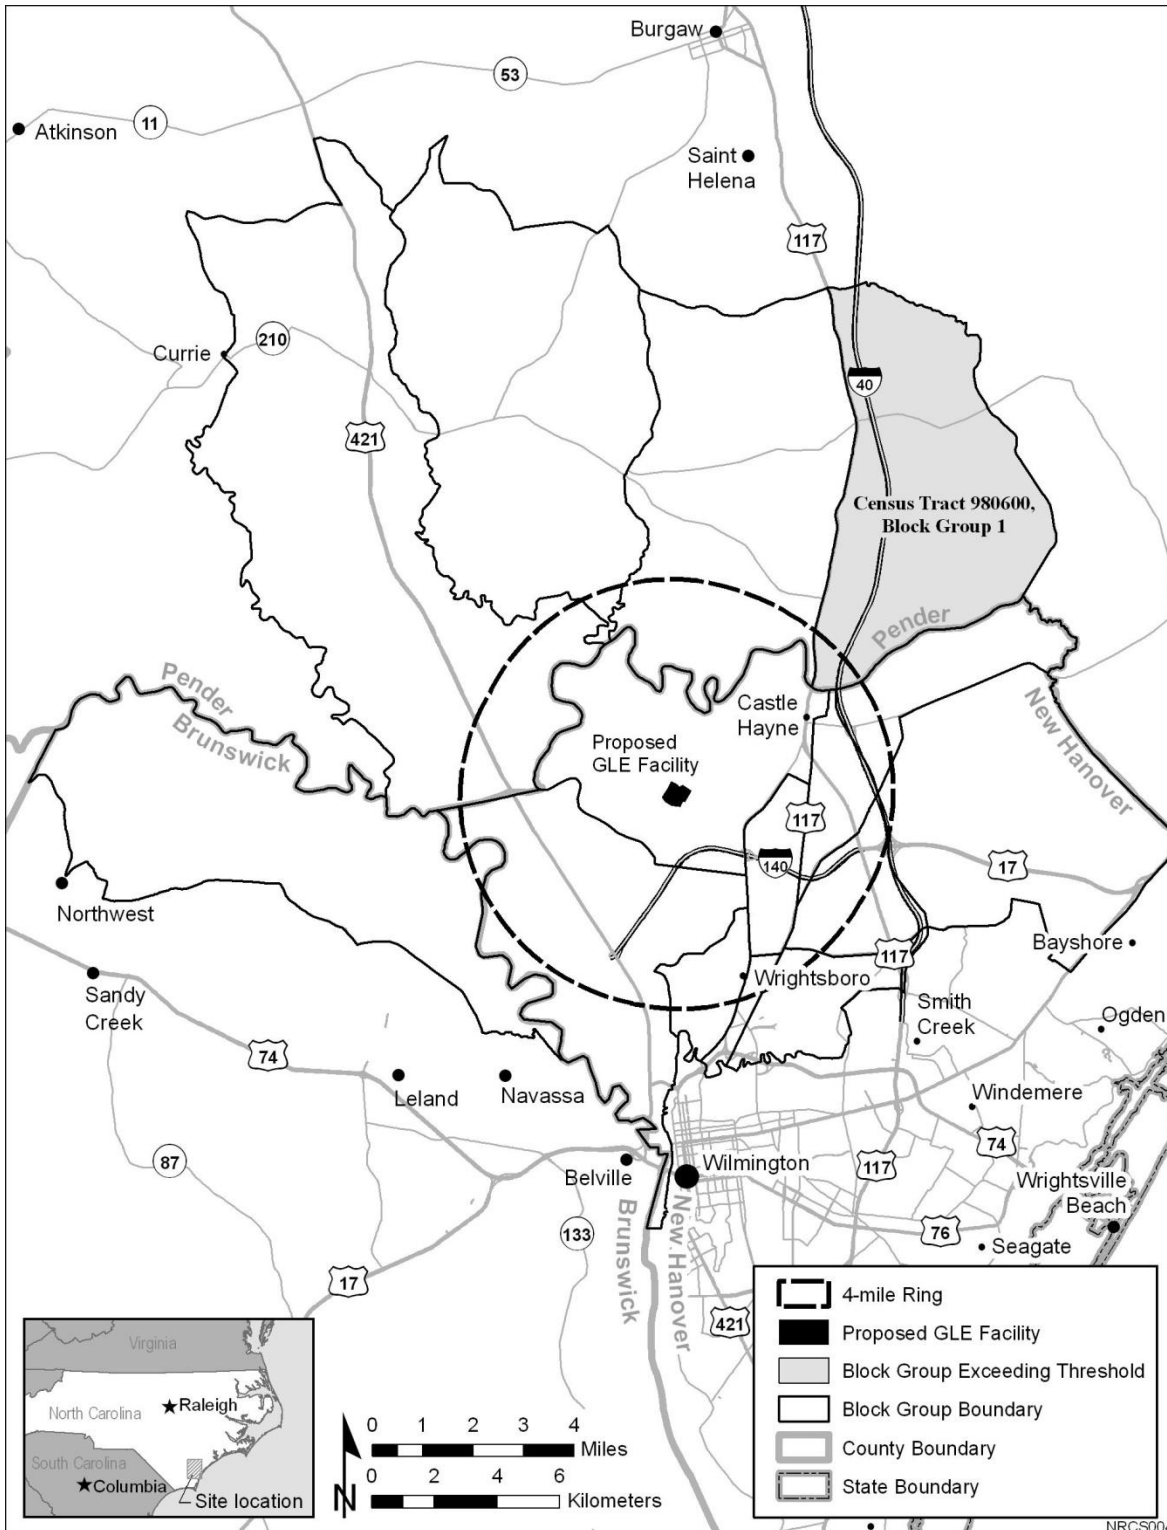 Burgaw
53
11
Atkinson
Saint
Helena
117
210
Currie
40
421
Census Tract 980600,
Block Group 1
Pender
Pender
Brunswick
New Hanover
Castle
Hayne
Proposed
GLE Facility
117
140
17
Northwest
Bayshore
117
Wrightsboro
Sandy
Creek
Smith
Creek
Ogden
74
Leland
Navassa
Windemere
74
87
Belville
Wilmington
117
Wrightsville
Beach
Brunswick
New Hanover
133
76
Seagate
17
421
4-mile Ring
Proposed GLE Facility
Block Group Exceeding Threshold
Block Group Boundary
County Boundary
State Boundary
Virginia
North Carolina
Raleigh
South Carolina
Columbia
Site location
N
0 1 2 3 4
Miles
0 2 4 6
Kilometers